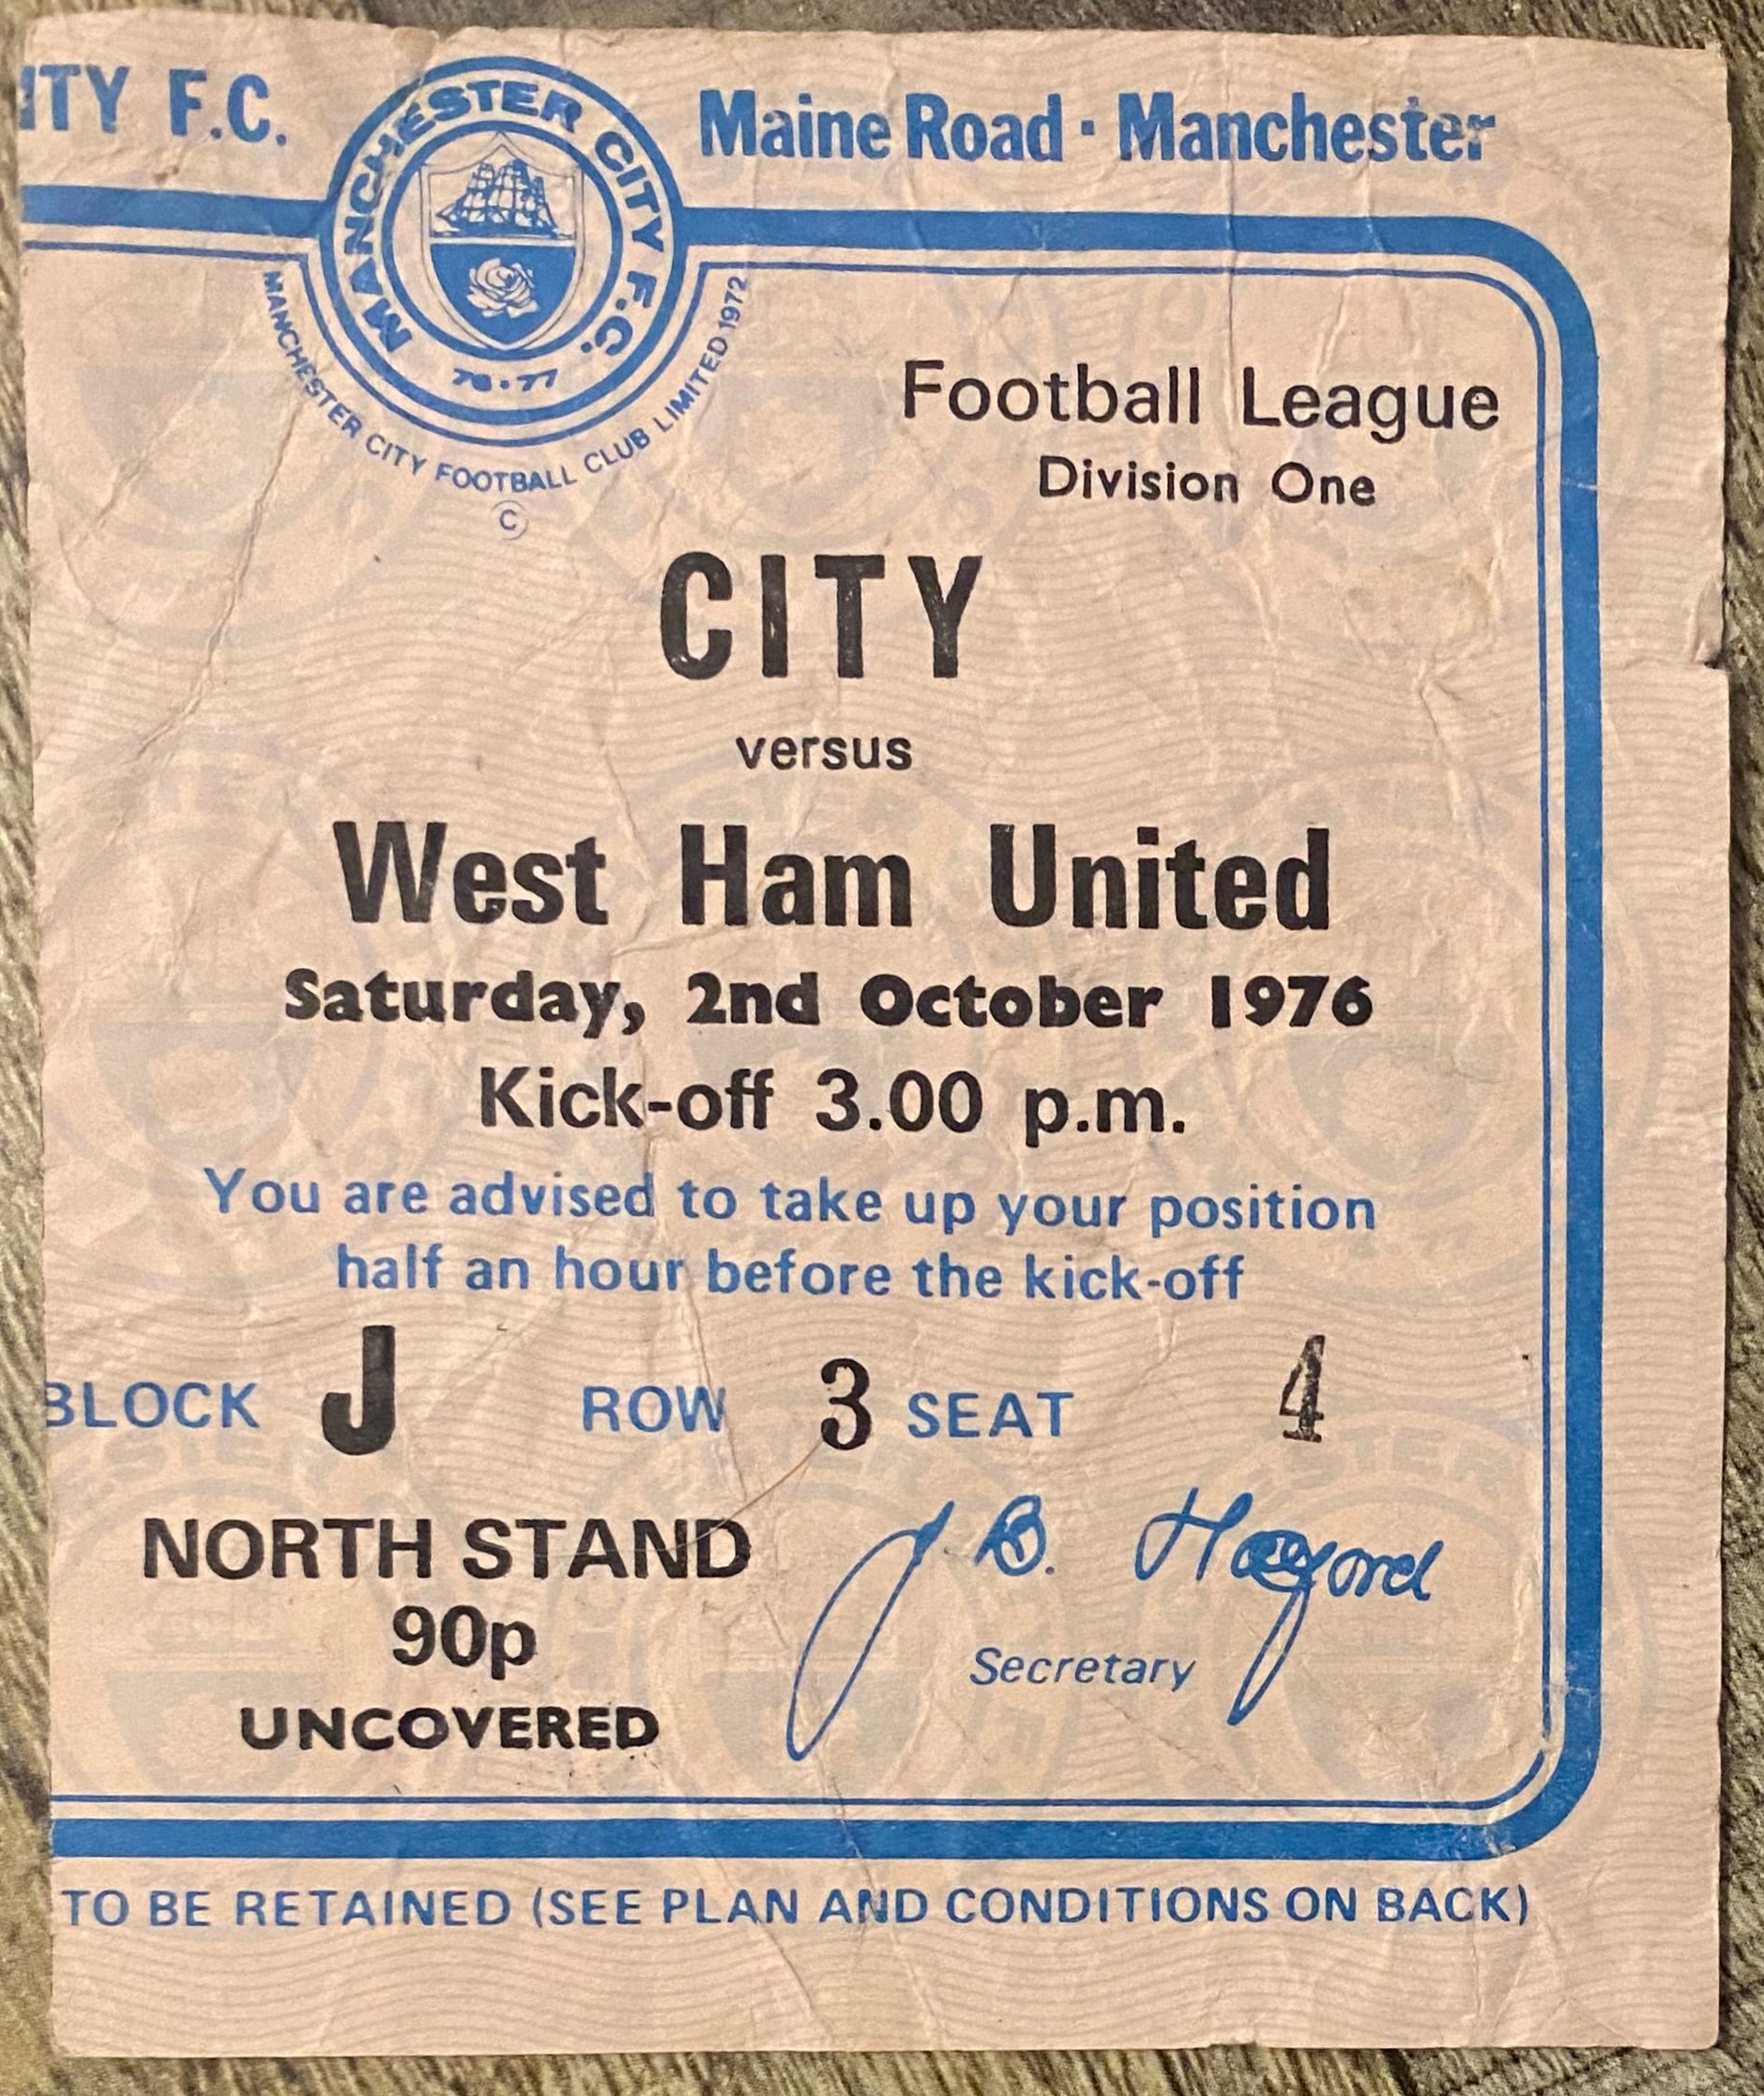 ITY F.C.
Maine Road · Manchester
MANCHESTER CITY F.C.
76·77
MANCHESTER CITY FOOTBALL CLUB LIMITED 1972
©
Football League
Division One
CITY
versus
West Ham United
Saturday, 2nd October 1976
Kick-off 3.00 p.m.
You are advised to take up your position
half an hour before the kick-off
BLOCK J ROW 3 SEAT 4
NORTH STAND
90p
UNCOVERED
J. B. Halford
Secretary
TO BE RETAINED (SEE PLAN AND CONDITIONS ON BACK)